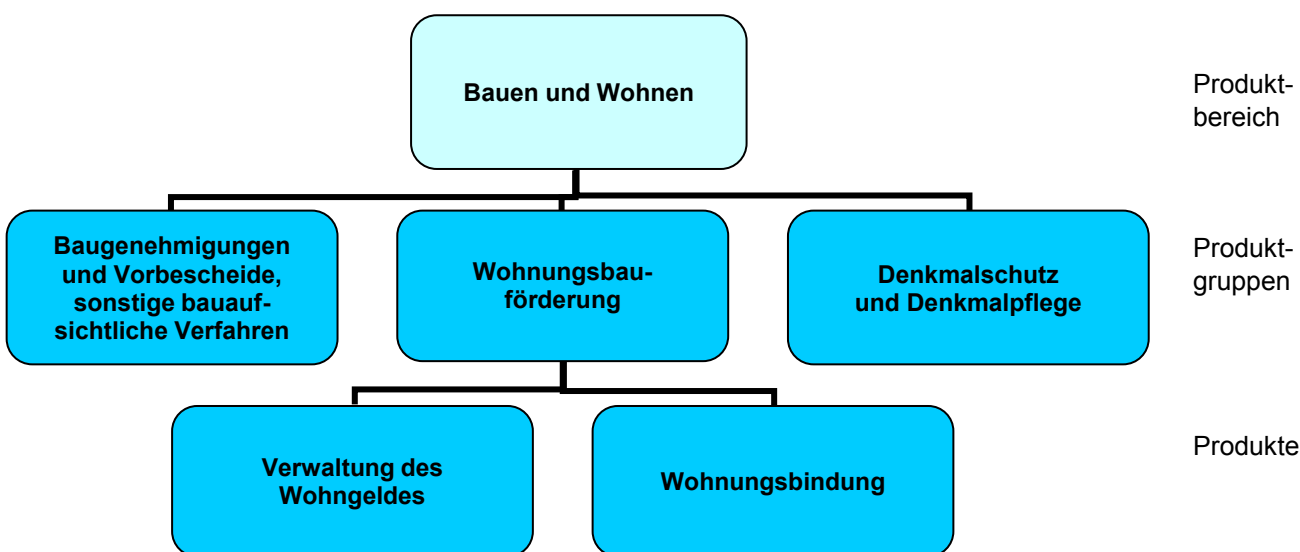 Bauen und Wohnen
Produkt-
bereich
Baugenehmigungen
und Vorbescheide,
sonstige bauauf-
sichtliche Verfahren
Wohnungsbau-
förderung
Denkmalschutz
und Denkmalpflege
Produkt-
gruppen
Verwaltung des
Wohngeldes
Wohnungsbindung
Produkte